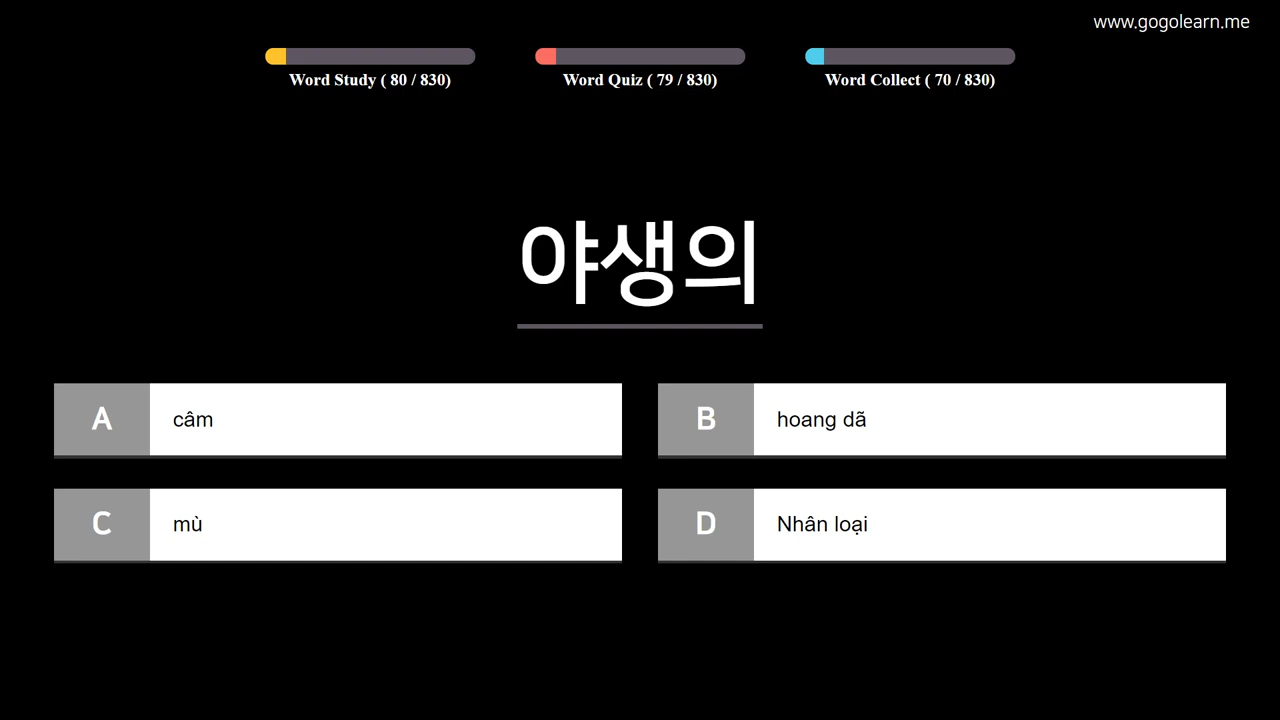 www.gogolearn.me
Word Study ( 80 / 830)
Word Quiz ( 79 / 830)
Word Collect ( 70 / 830)
야생의
A câm
B hoang dã
C mù
D Nhân loại